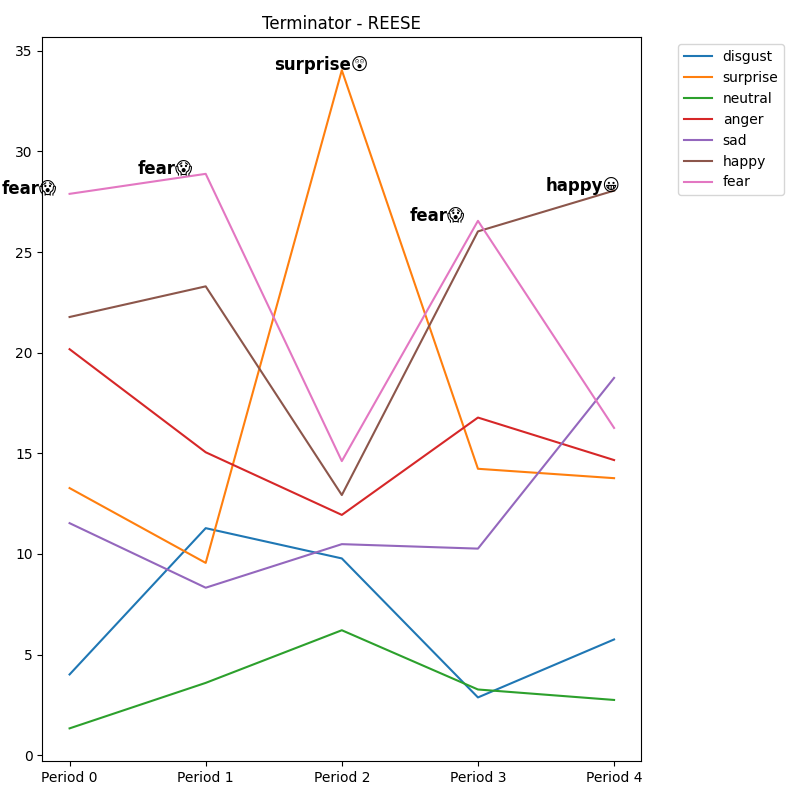 Terminator - REESE
35
30
25
20
15
10
5
0
surprise😲
fear😱
fear😱
fear😱
happy😀
Period 0 Period 1 Period 2 Period 3 Period 4
disgust
surprise
neutral
anger
sad
happy
fear